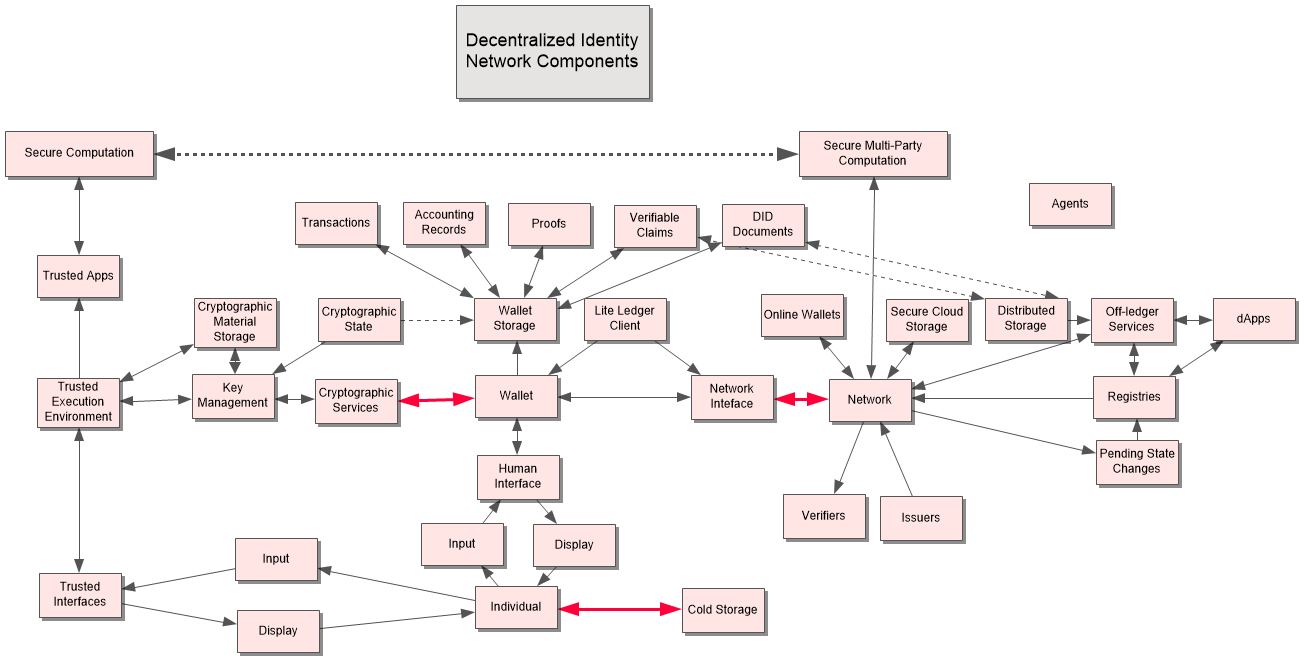 Decentralized Identity
Network Components
Secure Computation
Secure Multi-Party
Computation
Agents
Transactions
Accounting
Records
Proofs
Verifiable
Claims
DID
Documents
Trusted Apps
Cryptographic
Material
Storage
Cryptographic
State
Wallet
Storage
Lite Ledger
Client
Online Wallets
Secure Cloud
Storage
Distributed
Storage
Off-ledger
Services
dApps
Trusted
Execution
Environment
Key
Management
Cryptographic
Services
Wallet
Network
Inteface
Network
Registries
Pending State
Changes
Human
Interface
Verifiers
Issuers
Input
Display
Input
Trusted
Interfaces
Individual
Cold Storage
Display